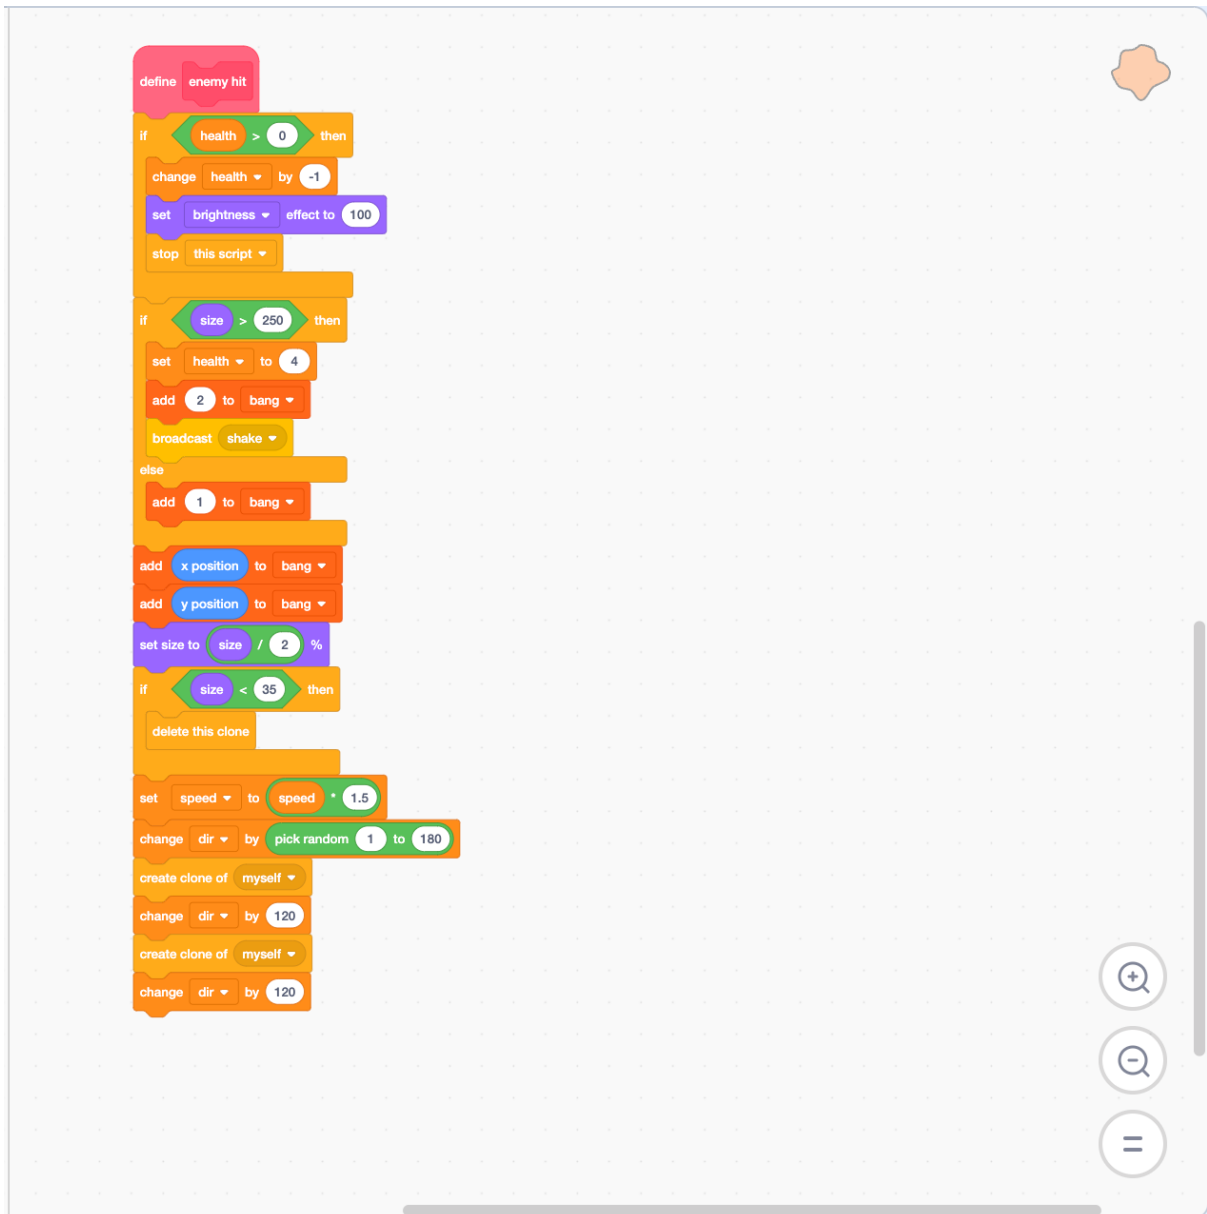 define enemy hit
if health > 0 then
change health by -1
set brightness effect to 100
stop this script
if size > 250 then
set health to 4
add 2 to bang
broadcast shake
else
add 1 to bang
add x position to bang
add y position to bang
set size to size / 2 %
if size < 35 then
delete this clone
set speed to speed * 1.5
change dir by pick random 1 to 180
create clone of myself
change dir by 120
create clone of myself
change dir by 120